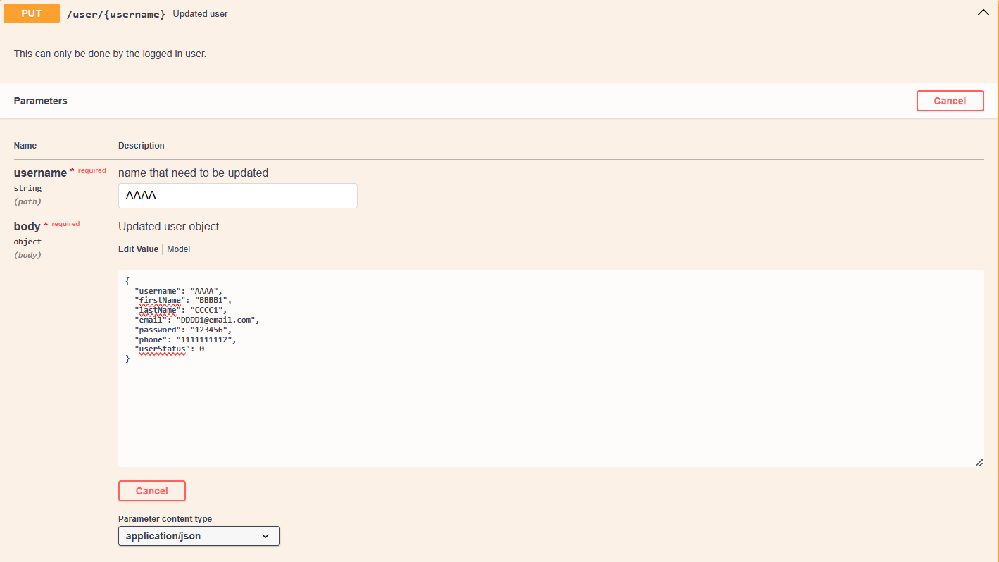 PUT /user/{username} Updated user
This can only be done by the logged in user.
Parameters Cancel
Name Description
username * required name that need to be updated
string
(path)
AAAA
body * required Updated user object
object
(body)
Edit Value Model
{
  "username": "AAAA",
  "firstName": "BBBB1",
  "lastName": "CCCC1",
  "email": "DDDD1@email.com",
  "password": "123456",
  "phone": "1111111112",
  "userStatus": 0
}
Cancel
Parameter content type
application/json